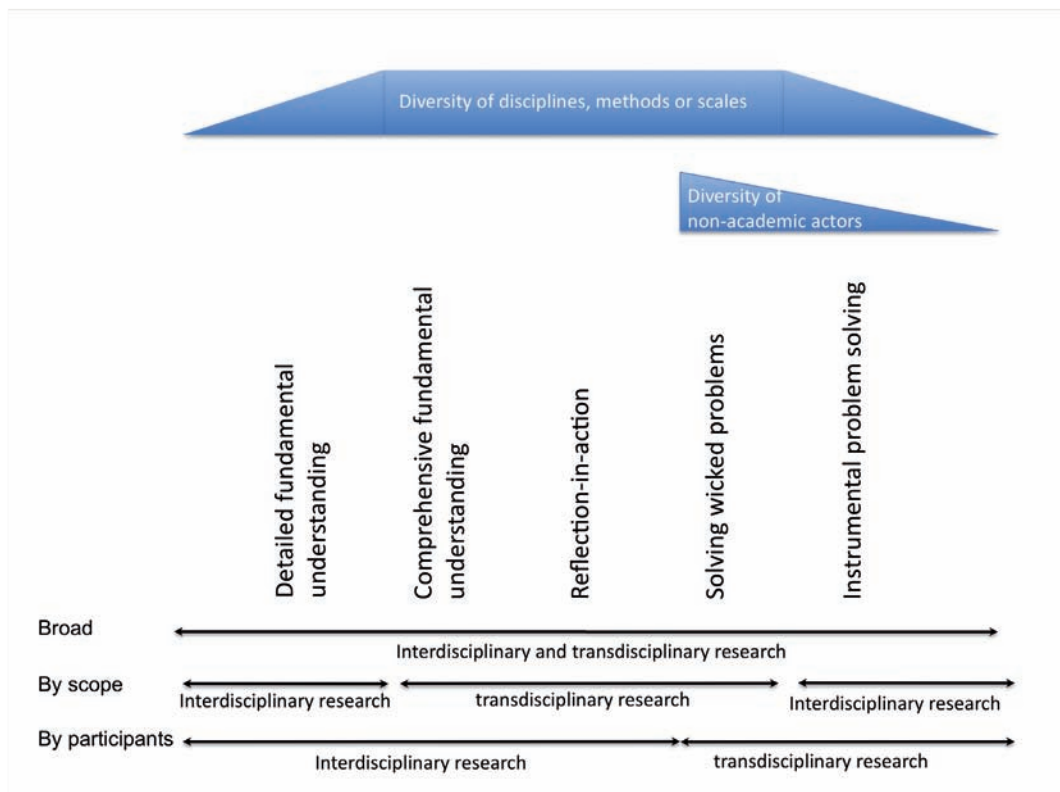 Diversity of disciplines, methods or scales
Diversity of
non-academic actors
Detailed fundamental
understanding
Comprehensive fundamental
understanding
Reflection-in-action
Solving wicked problems
Instrumental problem solving
Broad
Interdisciplinary and transdisciplinary research
By scope
Interdisciplinary research
transdisciplinary research
Interdisciplinary research
By participants
Interdisciplinary research
transdisciplinary research